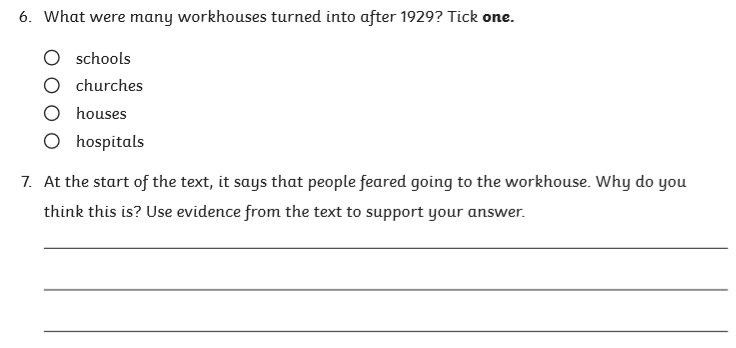 6. What were many workhouses turned into after 1929? Tick one.
schools
churches
houses
hospitals
7. At the start of the text, it says that people feared going to the workhouse. Why do you
think this is? Use evidence from the text to support your answer.